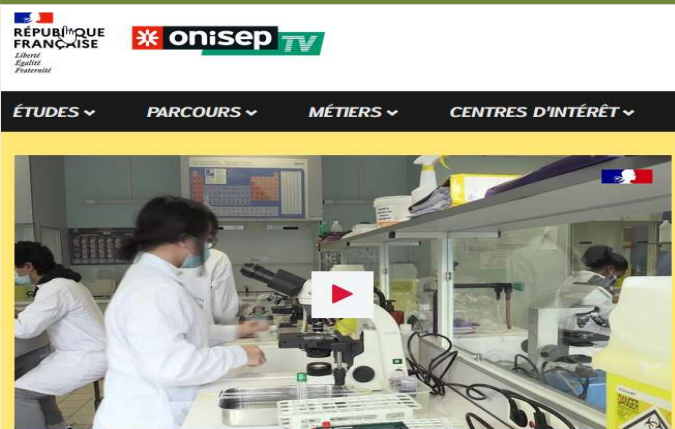 RÉPUBLIQUE
FRANÇAISE
Liberté
Égalité
Fraternité
onisep TV
ÉTUDES
PARCOURS
MÉTIERS
CENTRES D'INTÉRÊT
DANGER